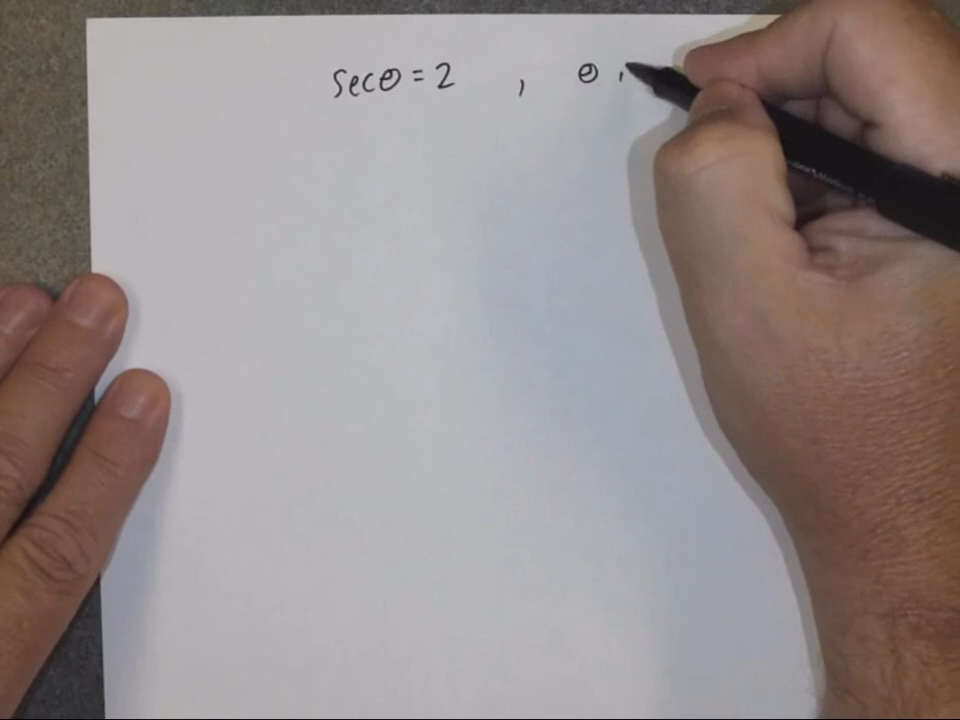 secθ = 2 , θ